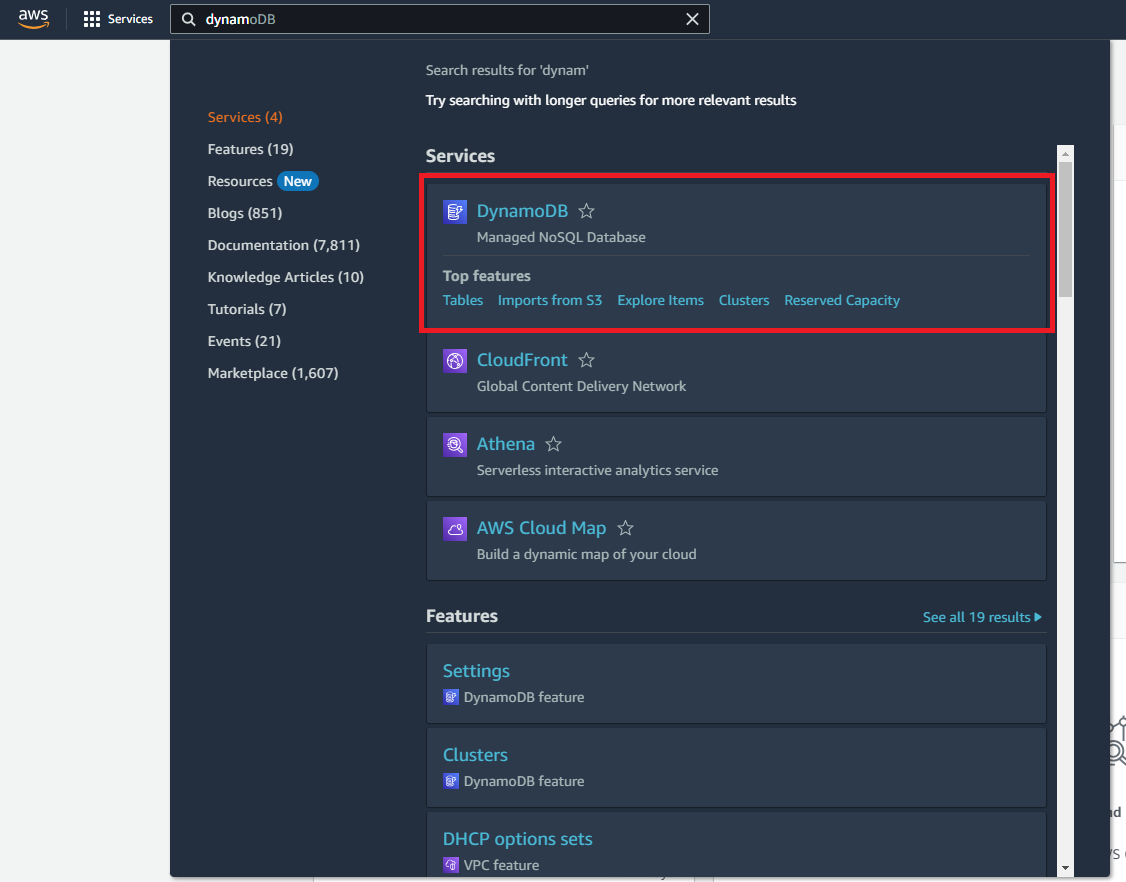 aws Services dynamoDB
Search results for 'dynam'
Try searching with longer queries for more relevant results
Services (4)
Features (19)
Resources New
Blogs (851)
Documentation (7,811)
Knowledge Articles (10)
Tutorials (7)
Events (21)
Marketplace (1,607)
Services
DynamoDB
Managed NoSQL Database
Top features
Tables Imports from S3 Explore Items Clusters Reserved Capacity
CloudFront
Global Content Delivery Network
Athena
Serverless interactive analytics service
AWS Cloud Map
Build a dynamic map of your cloud
Features See all 19 results
Settings
DynamoDB feature
Clusters
DynamoDB feature
DHCP options sets
VPC feature